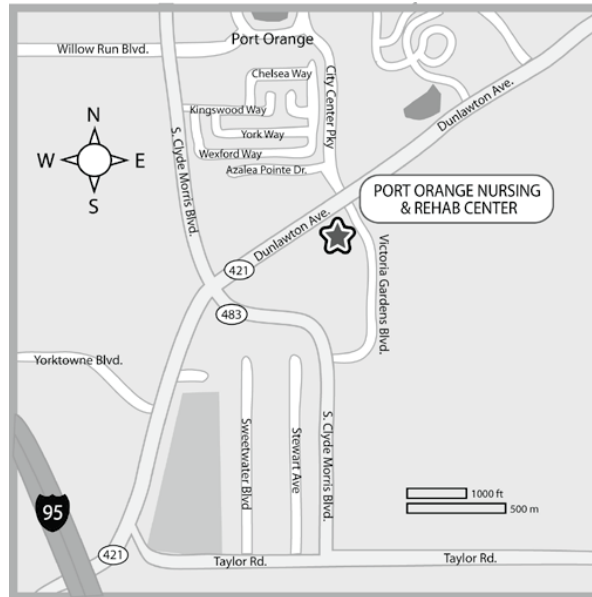 Port Orange
Willow Run Blvd.
Chelsea Way
City Center Pky
Kingswood Way
York Way
Wexford Way
Azalea Pointe Dr.
S. Clyde Morris Blvd.
Dunlawton Ave.
N
W
E
S
PORT ORANGE NURSING
& REHAB CENTER
Dunlawton Ave.
Victoria Gardens Blvd.
421
483
Yorktowne Blvd.
Sweetwater Blvd
Stewart Ave
S. Clyde Morris Blvd.
1000 ft
500 m
95
421
Taylor Rd.
Taylor Rd.